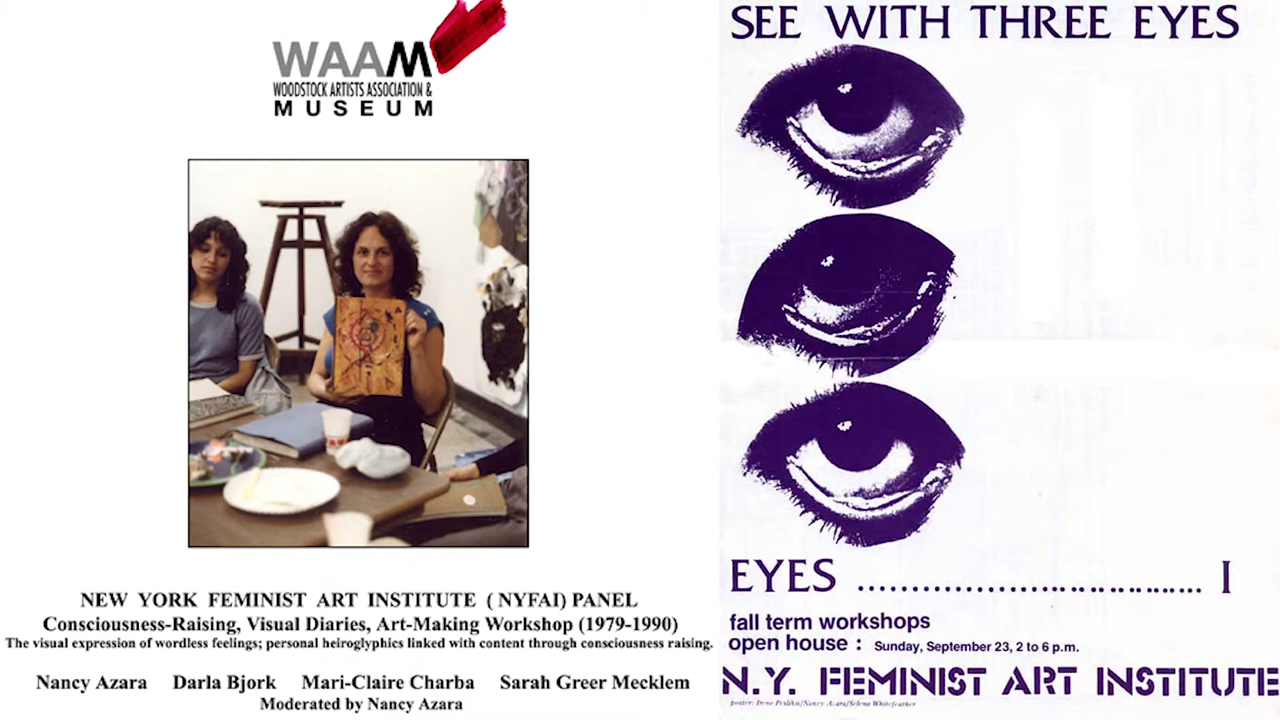 WAAM
WOODSTOCK ARTISTS ASSOCIATION &
MUSEUM
NEW YORK FEMINIST ART INSTITUTE (NYFAI) PANEL
Consciousness-Raising, Visual Diaries, Art-Making Workshop (1979-1990)
The visual expression of wordless feelings; personal heiroglyphics linked with content through consciousness raising.
Nancy Azara Darla Bjork Mari-Claire Charba Sarah Greer Mecklem
Moderated by Nancy Azara
SEE WITH THREE EYES
EYES .................................... I
fall term workshops
open house : Sunday, September 23, 2 to 6 p.m.
N.Y. FEMINIST ART INSTITUTE
poster: Irene Peslikis/Nancy Azara/Selena Whitefeather